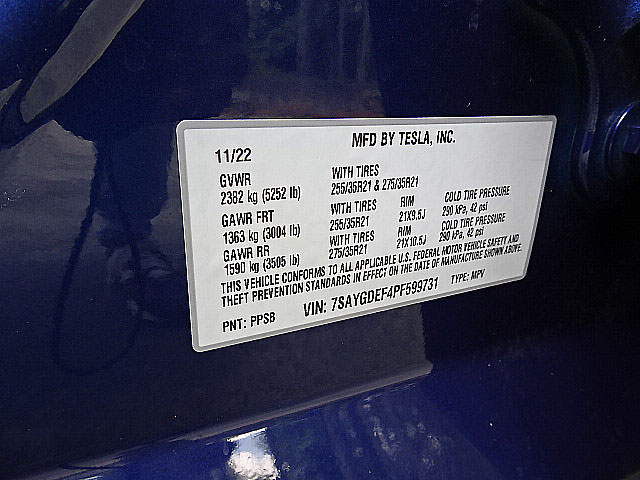 MFD BY TESLA, INC.
11/22
GVWR WITH TIRES
2382 kg (5252 lb) 255/35R21 & 275/35R21
GAWR FRT WITH TIRES RIM COLD TIRE PRESSURE
1363 kg (3004 lb) 255/35R21 21X9.5J 290 kPa, 42 psi
GAWR RR WITH TIRES RIM COLD TIRE PRESSURE
1590 kg (3505 lb) 275/35R21 21X10.5J 290 kPa, 42 psi
THIS VEHICLE CONFORMS TO ALL APPLICABLE U.S. FEDERAL MOTOR VEHICLE SAFETY AND
THEFT PREVENTION STANDARDS IN EFFECT ON THE DATE OF MANUFACTURE SHOWN ABOVE.
PNT: PPSB VIN: 7SAYGDEF4PF599731 TYPE: MPV